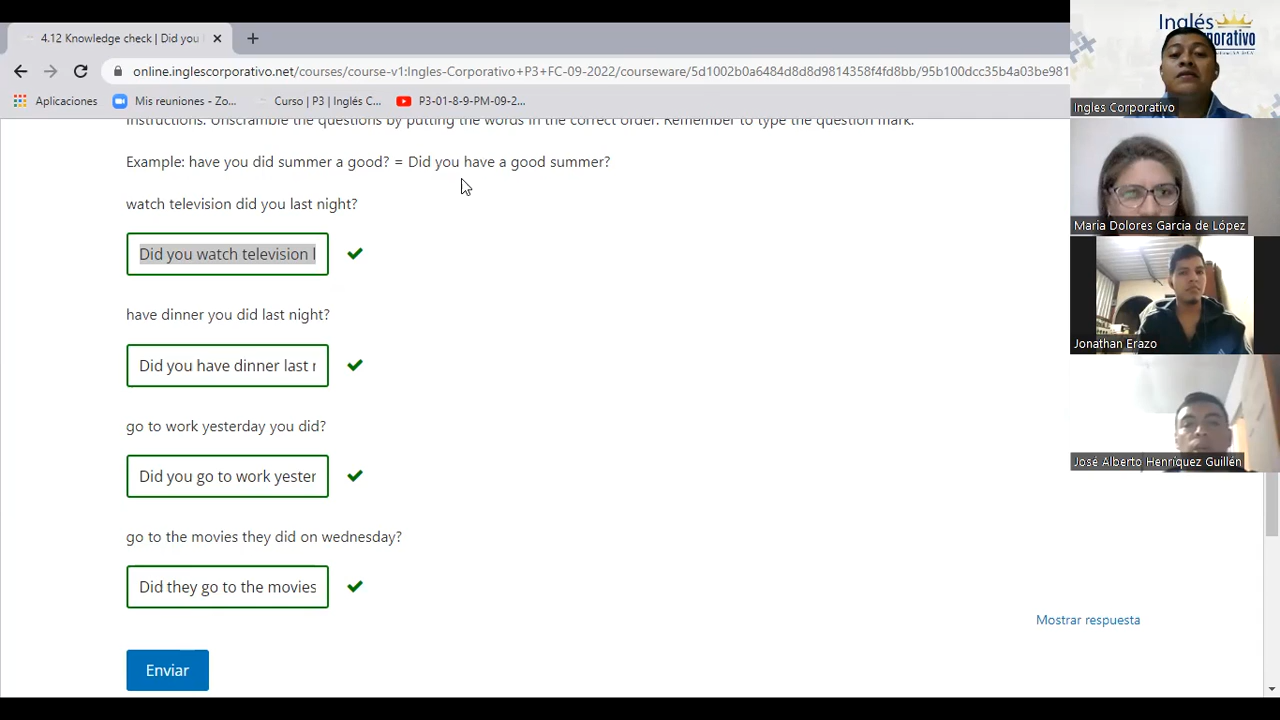 4.12 Knowledge check | Did you
online.inglescorporativo.net/courses/course-v1:Ingles-Corporativo+P3+FC-09-2022/courseware/5d1002b0a6484d8d8d9814358f4fd8bb/95b100dcc35b4a03be981
Aplicaciones
Mis reuniones - Zo...
Curso | P3 | Inglés C...
P3-01-8-9-PM-09-2...
Instructions: Unscramble the questions by putting the words in the correct order. Remember to type the question mark.
Example: have you did summer a good? = Did you have a good summer?
watch television did you last night?
Did you watch television l
have dinner you did last night?
Did you have dinner last r
go to work yesterday you did?
Did you go to work yester
go to the movies they did on wednesday?
Did they go to the movies
Mostrar respuesta
Enviar
Inglés
Ingles Corporativo
Maria Dolores Garcia de López
Jonathan Erazo
José Alberto Henríquez Guillén